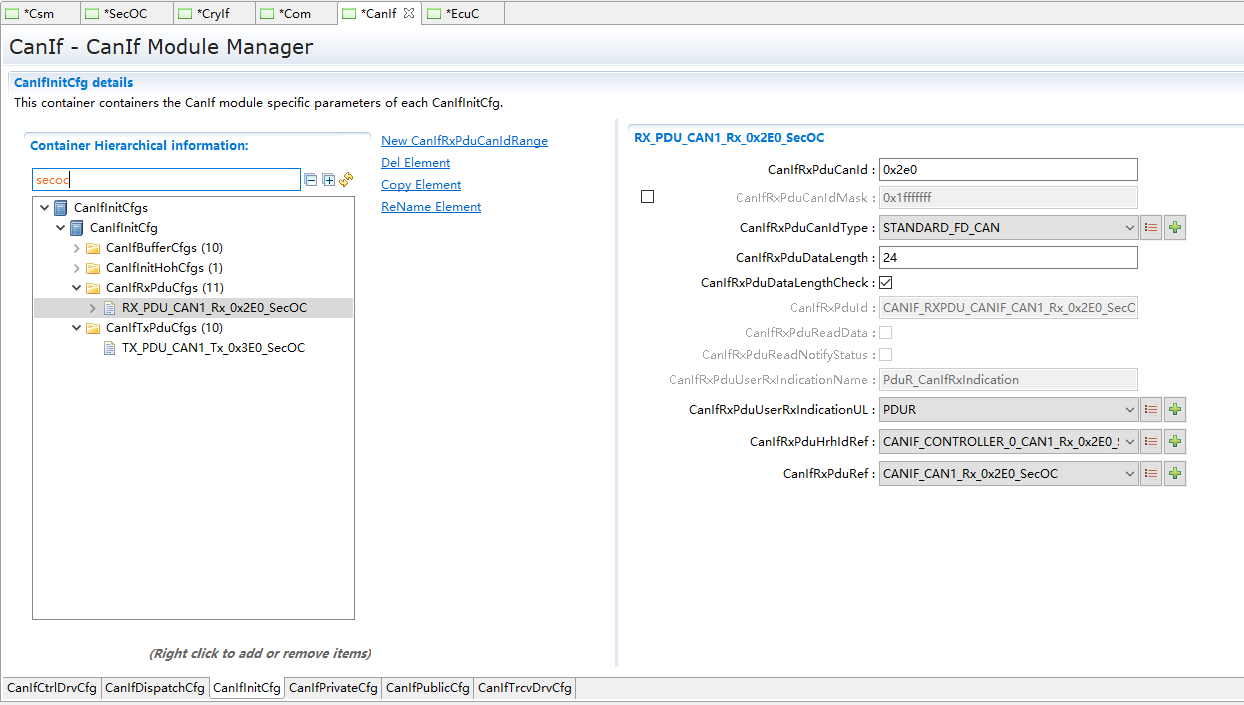 *Csm *SecOC *CryIf *Com *CanIf *EcuC
CanIf - CanIf Module Manager
CanIfInitCfg details
This container containers the CanIf module specific parameters of each CanIfInitCfg.
Container Hierarchical information:
secoc
CanIfInitCfgs
CanIfInitCfg
CanIfBufferCfgs (10)
CanIfInitHohCfgs (1)
CanIfRxPduCfgs (11)
RX_PDU_CAN1_Rx_0x2E0_SecOC
CanIfTxPduCfgs (10)
TX_PDU_CAN1_Tx_0x3E0_SecOC
(Right click to add or remove items)
New CanIfRxPduCanIdRange
Del Element
Copy Element
ReName Element
RX_PDU_CAN1_Rx_0x2E0_SecOC
CanIfRxPduCanId : 0x2e0
CanIfRxPduCanIdMask : 0x1fffffff
CanIfRxPduCanIdType : STANDARD_FD_CAN
CanIfRxPduDataLength : 24
CanIfRxPduDataLengthCheck :
CanIfRxPduId : CANIF_RXPDU_CANIF_CAN1_Rx_0x2E0_SecC
CanIfRxPduReadData :
CanIfRxPduReadNotifyStatus :
CanIfRxPduUserRxIndicationName : PduR_CanIfRxIndication
CanIfRxPduUserRxIndicationUL : PDUR
CanIfRxPduHrhIdRef : CANIF_CONTROLLER_0_CAN1_Rx_0x2E0_
CanIfRxPduRef : CANIF_CAN1_Rx_0x2E0_SecOC
CanIfCtrlDrvCfg CanIfDispatchCfg CanIfInitCfg CanIfPrivateCfg CanIfPublicCfg CanIfTrcvDrvCfg